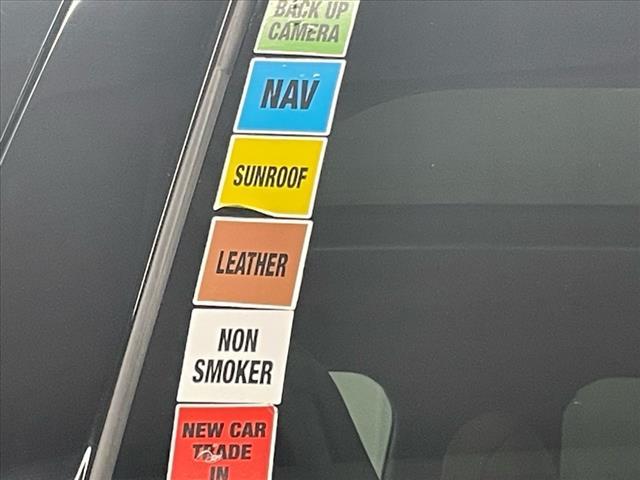 BACK UP
CAMERA
NAV
SUNROOF
LEATHER
NON
SMOKER
NEW CAR
TRADE
IN